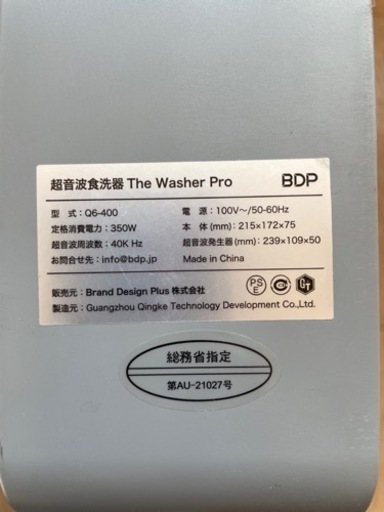 超音波食洗器 The Washer Pro BDP
型 式：Q6-400 電 源：100V～/50-60Hz
定格消費電力：350W 本 体 (mm)：215×172×75
超音波周波数：40K Hz 超音波発生器 (mm)：239×109×50
お問合せ先：info@bdp.jp Made in China
販売元：Brand Design Plus 株式会社
製造元：Guangzhou Qingke Technology Development Co.,Ltd.
PS E GT
総務省指定
第AU-21027号